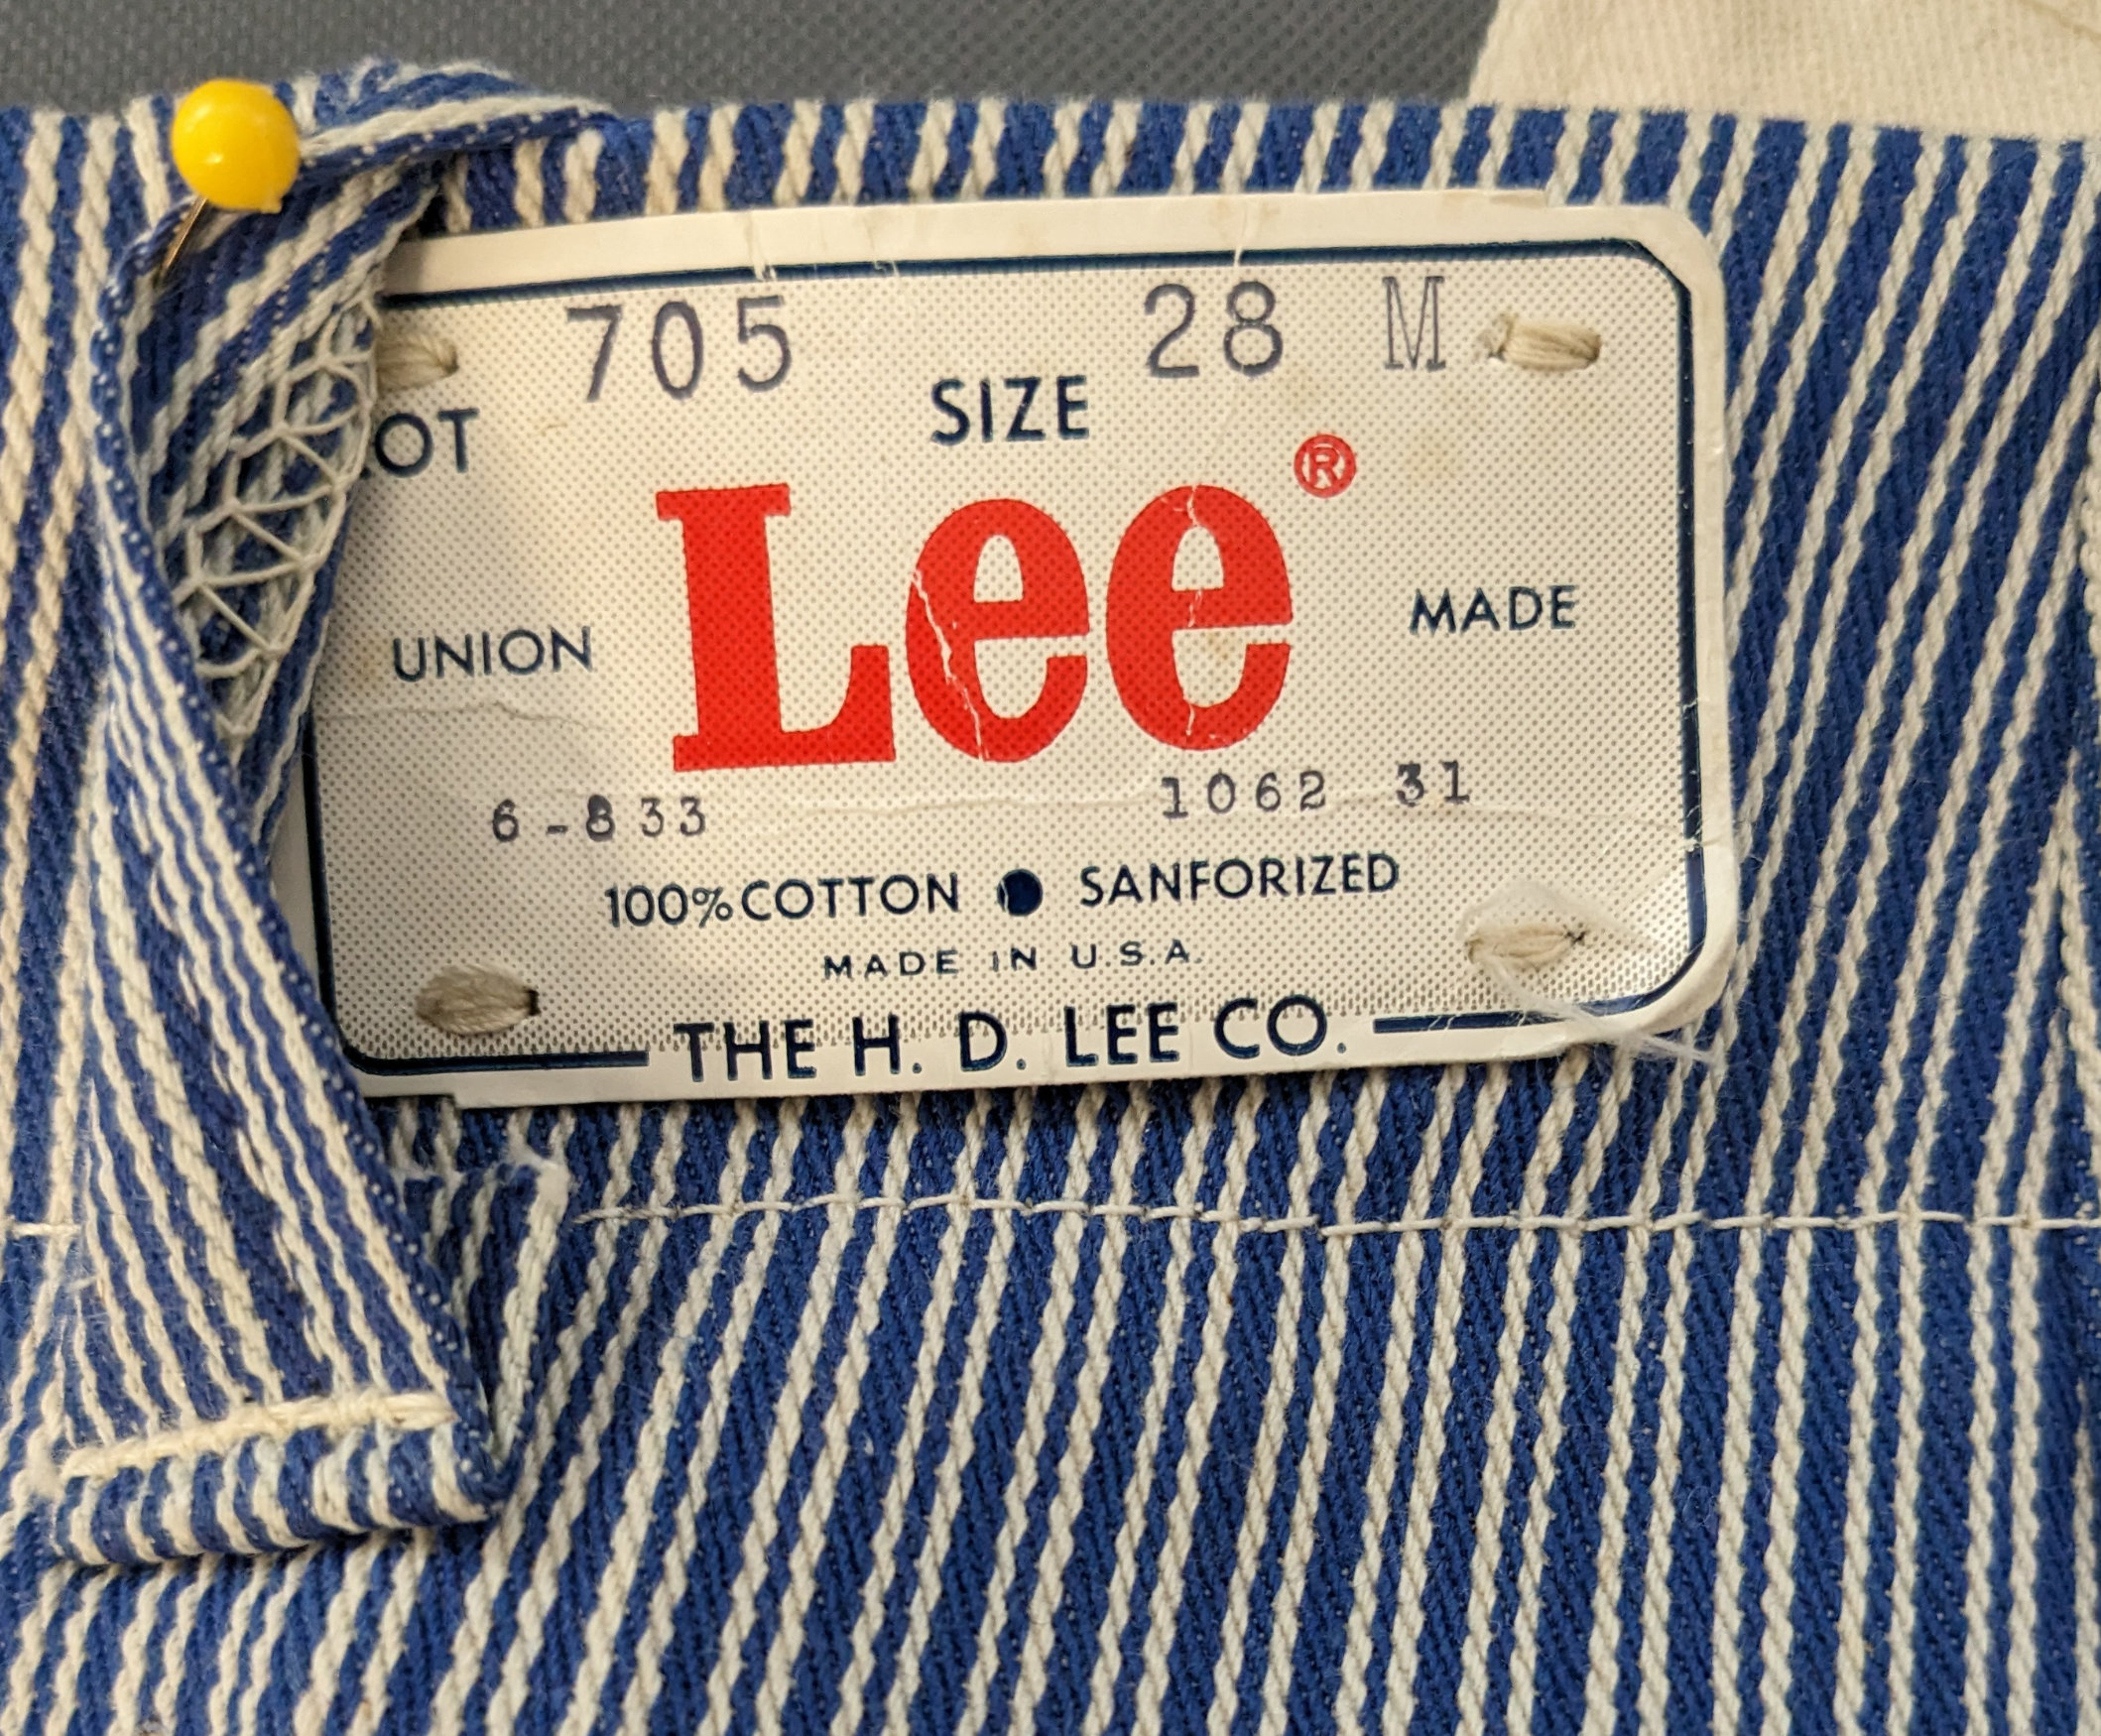 705 28 M
OT SIZE
Lee®
UNION MADE
6-833 1062 31
100% COTTON ● SANFORIZED
MADE IN U.S.A.
THE H. D. LEE CO.